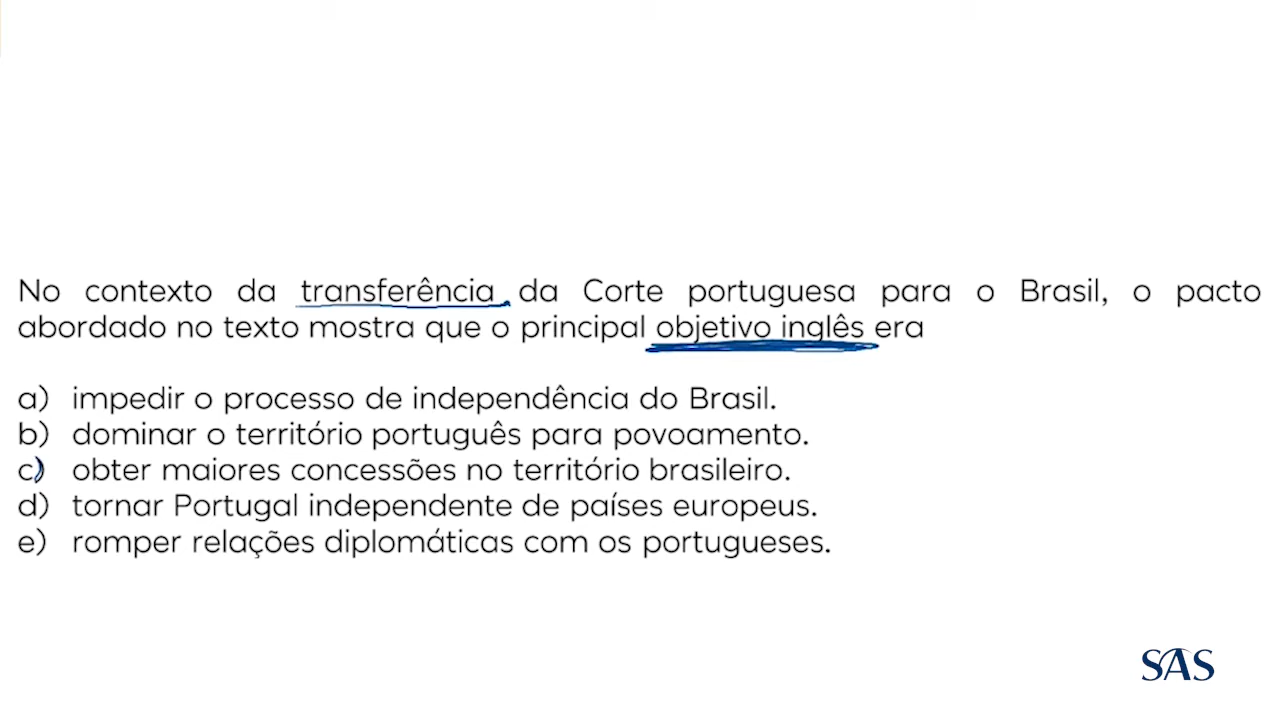 No contexto da transferência da Corte portuguesa para o Brasil, o pacto
abordado no texto mostra que o principal objetivo inglês era
a) impedir o processo de independência do Brasil.
b) dominar o território português para povoamento.
c) obter maiores concessões no território brasileiro.
d) tornar Portugal independente de países europeus.
e) romper relações diplomáticas com os portugueses.
SAS